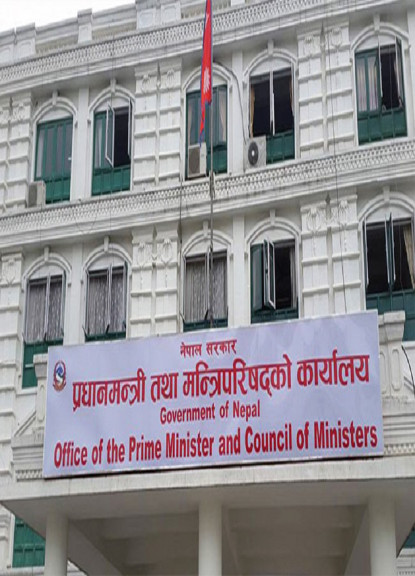 नेपाल सरकार
प्रधानमन्त्री तथा मन्त्रिपरिषद्को कार्यालय
Government of Nepal
Office of the Prime Minister and Council of Ministers